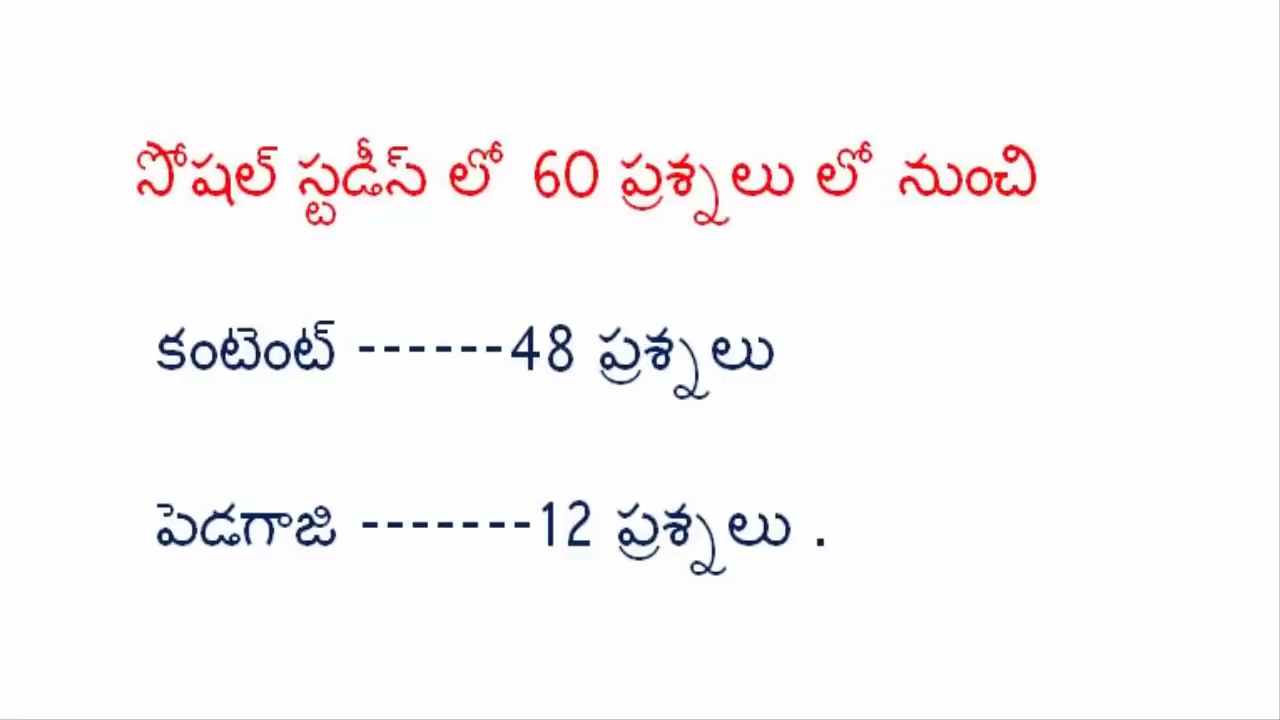 సోషల్ స్టడీస్ లో 60 ప్రశ్నలు లో నుంచి
కంటెంట్ ------48 ప్రశ్నలు
పెడగాజి -------12 ప్రశ్నలు .